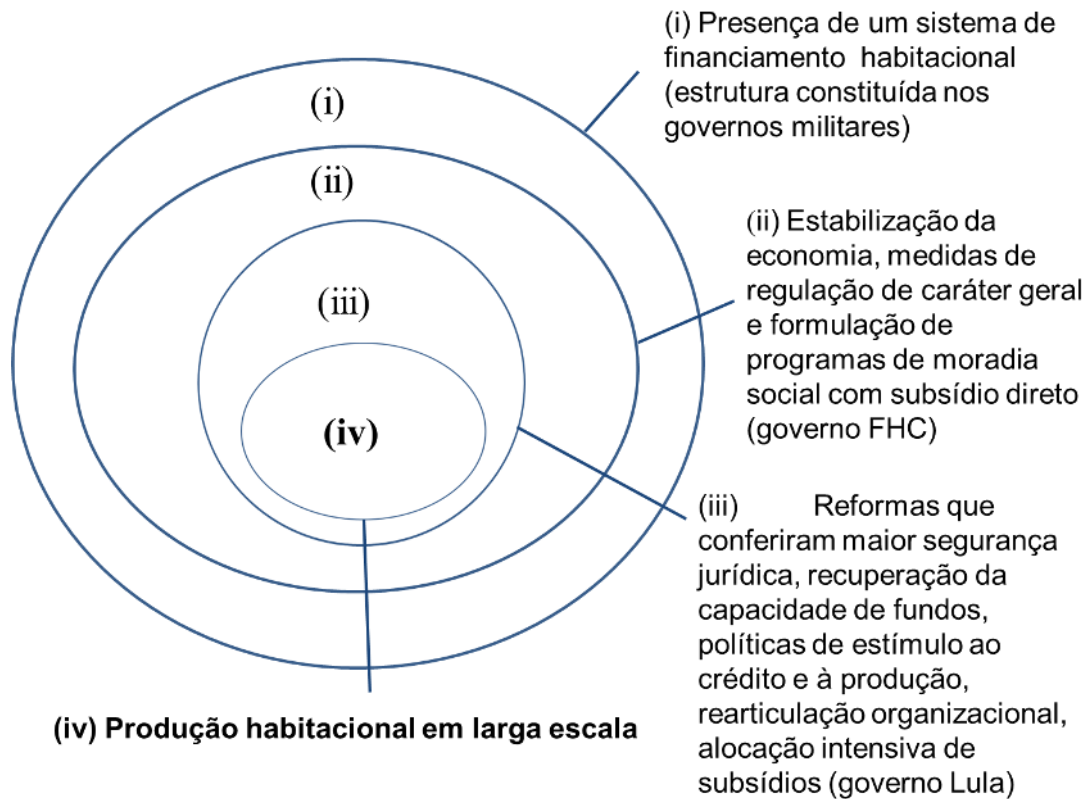 (i) Presença de um sistema de
financiamento habitacional
(estrutura constituída nos
governos militares)
(i)
(ii)
(ii) Estabilização da
economia, medidas de
regulação de caráter geral
e formulação de
programas de moradia
social com subsídio direto
(governo FHC)
(iii)
(iv)
(iii) Reformas que
conferiram maior segurança
jurídica, recuperação da
capacidade de fundos,
políticas de estímulo ao
crédito e à produção,
rearticulação organizacional,
alocação intensiva de
subsídios (governo Lula)
(iv) Produção habitacional em larga escala